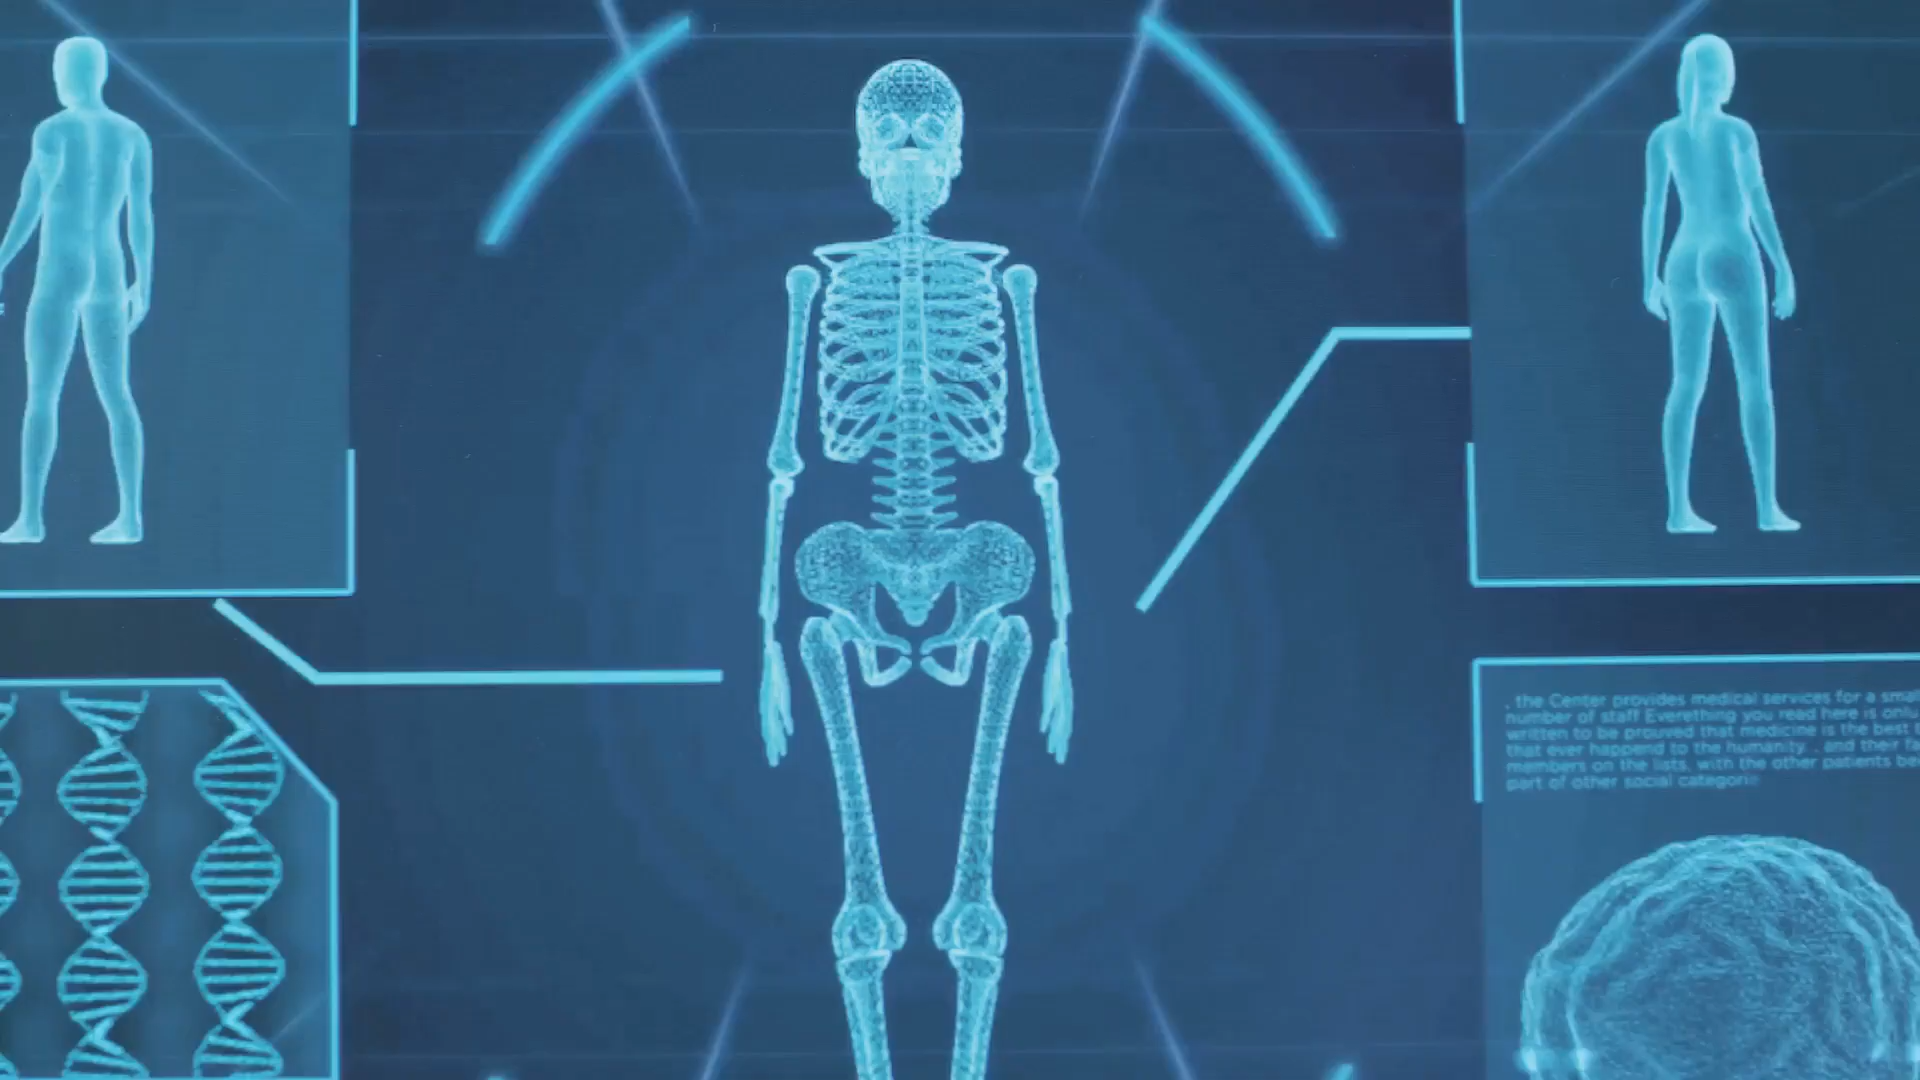 , the Center provides medical services for a small
number of staff Everething you read here is only
written to be prouved that medicine is the best t
that ever happend to the humanity. , and their fa
members on the lists, with the other patients be
part of other social categorie